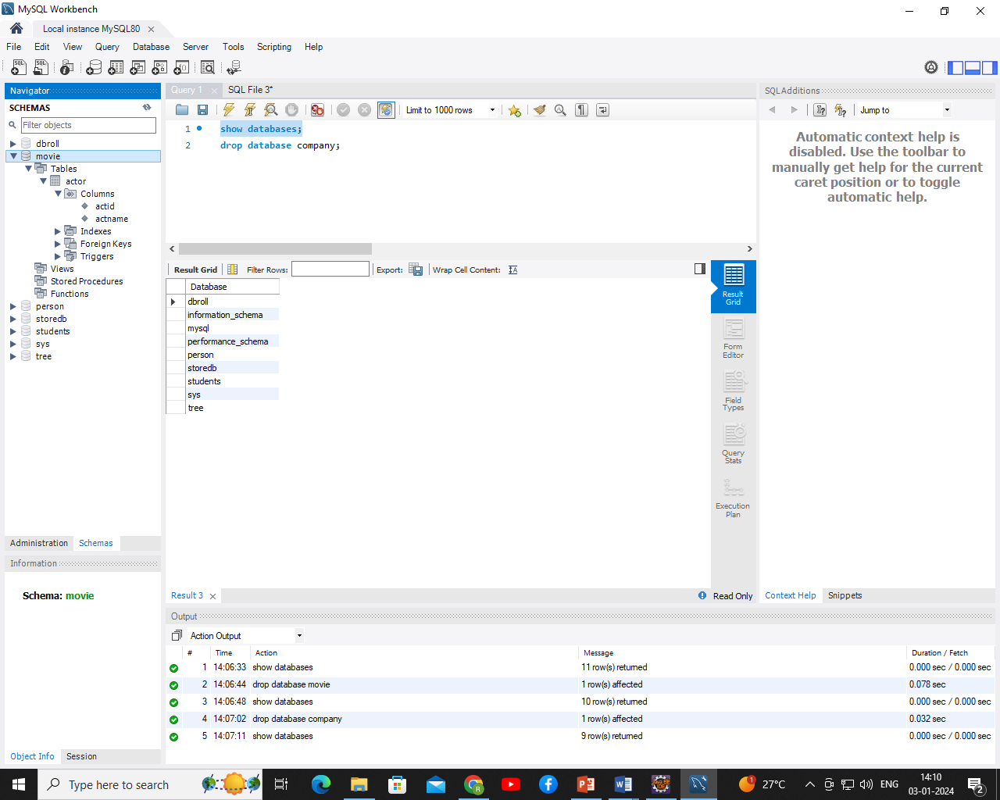 MySQL Workbench
Local instance MySQL80
File Edit View Query Database Server Tools Scripting Help
Navigator
SCHEMAS
Filter objects
dbroll
movie
Tables
actor
Columns
actid
actname
Indexes
Foreign Keys
Triggers
Views
Stored Procedures
Functions
person
storedb
students
sys
tree
Administration Schemas
Information
Schema: movie
Object Info Session
Query 1 SQL File 3*
Limit to 1000 rows
1 show databases;
2 drop database company;
Result Grid Filter Rows: Export: Wrap Cell Content:
Database
dbroll
information_schema
mysql
performance_schema
person
storedb
students
sys
tree
Result
Grid
Form
Editor
Field
Types
Query
Stats
Execution
Plan
Result 3 Read Only
SQLAdditions
Jump to
Automatic context help is
disabled. Use the toolbar to
manually get help for the current
caret position or to toggle
automatic help.
Context Help Snippets
Output
Action Output
# Time Action Message Duration / Fetch
1 14:06:33 show databases 11 row(s) returned 0.000 sec / 0.000 sec
2 14:06:44 drop database movie 1 row(s) affected 0.078 sec
3 14:06:48 show databases 10 row(s) returned 0.000 sec / 0.000 sec
4 14:07:02 drop database company 1 row(s) affected 0.032 sec
5 14:07:11 show databases 9 row(s) returned 0.000 sec / 0.000 sec
Type here to search
27°C
ENG
14:10
03-01-2024
2